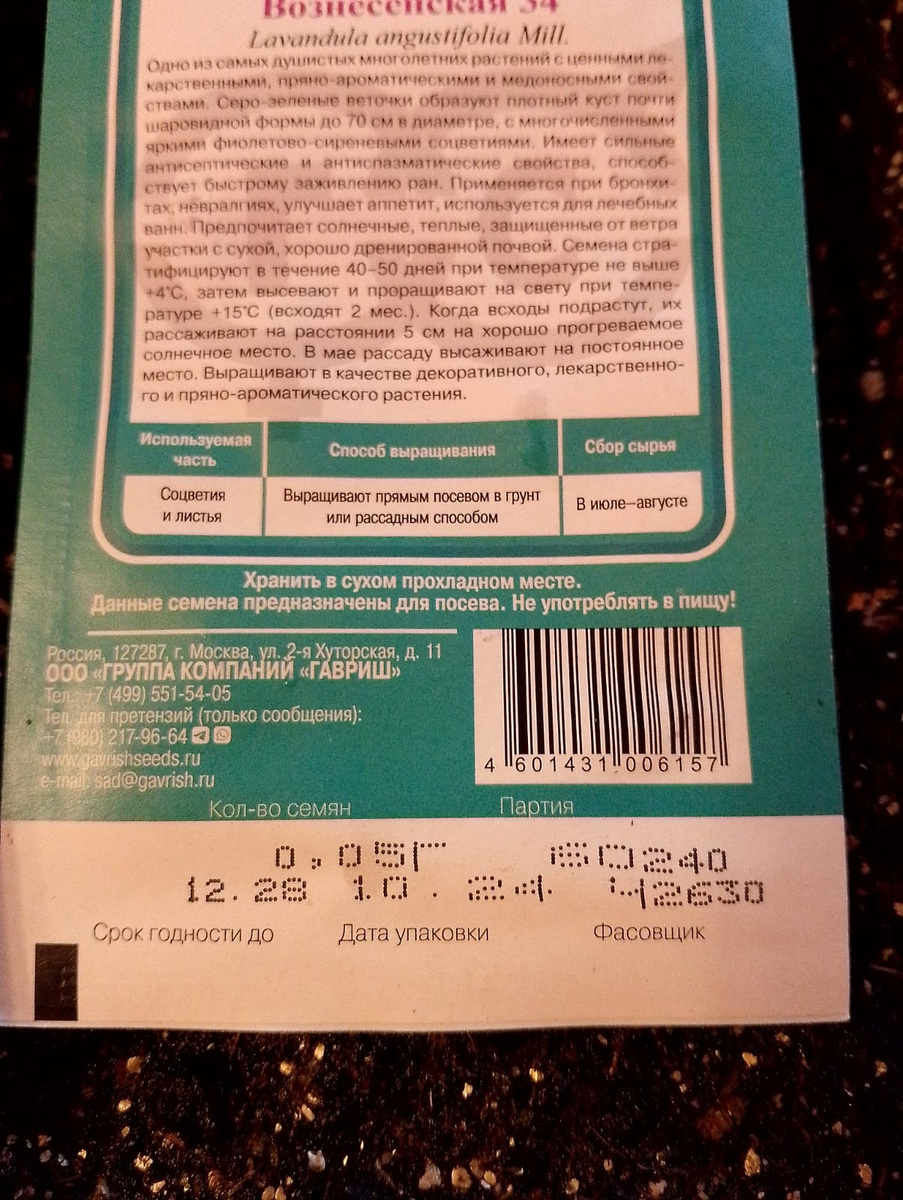 Вознесенская 34
Lavandula angustifolia Mill.
Одно из самых душистых многолетних растений с ценными ле-
карственными, пряно-ароматическими и медоносными свой-
ствами. Серо-зеленые веточки образуют плотный куст почти
шаровидной формы до 70 см в диаметре, с многочисленными
яркими фиолетово-сиреневыми соцветиями. Имеет сильные
антисептические и антиспазматические свойства, способ-
ствует быстрому заживлению ран. Применяется при бронхи-
тах, невралгиях, улучшает аппетит, используется для лечебных
ванн. Предпочитает солнечные, теплые, защищенные от ветра
участки с сухой, хорошо дренированной почвой. Семена стра-
тифицируют в течение 40–50 дней при температуре не выше
+4°С, затем высевают и проращивают на свету при темпе-
ратуре +15°С (всходят 2 мес.). Когда всходы подрастут, их
рассаживают на расстоянии 5 см на хорошо прогреваемое
солнечное место. В мае рассаду высаживают на постоянное
место. Выращивают в качестве декоративного, лекарственно-
го и пряно-ароматического растения.
Используемая часть
Способ выращивания
Сбор сырья
Соцветия
и листья
Выращивают прямым посевом в грунт
или рассадным способом
В июле–августе
Хранить в сухом прохладном месте.
Данные семена предназначены для посева. Не употреблять в пищу!
Россия, 127287, г. Москва, ул. 2-я Хуторская, д. 11
ООО «ГРУППА КОМПАНИЙ «ГАВРИШ»
Тел.: +7 (499) 551-54-05
Тел. для претензий (только сообщения):
+7 (980) 217-96-64
www.gavrishseeds.ru
e-mail: sad@gavrish.ru
4 601431 006157
Кол-во семян
Партия
0,05Г
12.28 10.24 42630
Срок годности до
Дата упаковки
Фасовщик